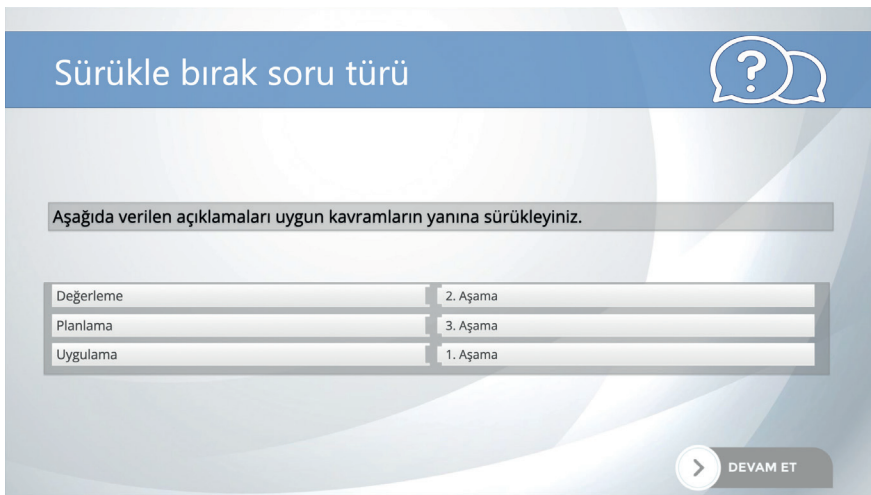 Sürükle bırak soru türü
Aşağıda verilen açıklamaları uygun kavramların yanına sürükleyiniz.
Değerleme
2. Aşama
Planlama
3. Aşama
Uygulama
1. Aşama
DEVAM ET